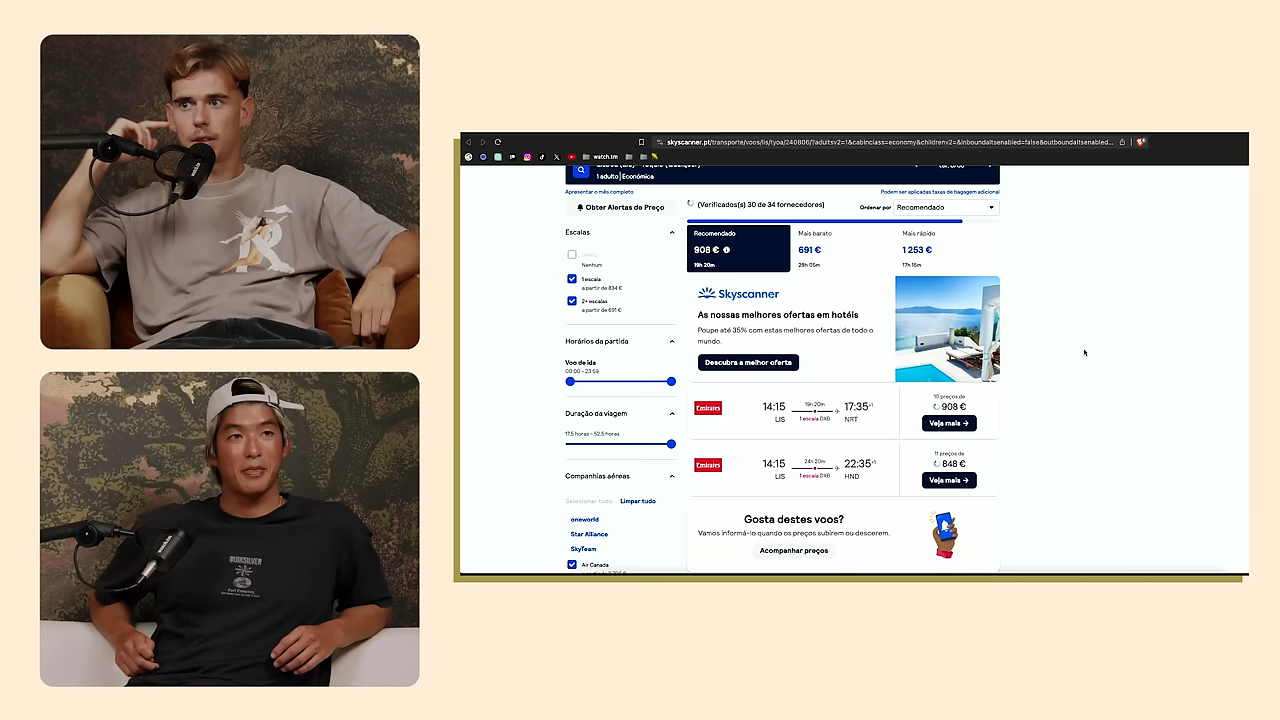 watch.tm
R
watch.tm
QUIKSILVER
skyscanner.pt/transporte/voos/lis/tyoa/240806/?adultsv2=1&cabinclass=economy&childrenv2=&inboundaltsenabled=false&outboundaltsenabled...
watch.tm
1 adulto | Económica
Apresentar o mês completo
Podem ser aplicadas taxas de bagagem adicional
Obter Alertas de Preço
(Verificados(s) 30 de 34 fornecedores)
Ordenar por
Recomendado
Escalas
Direto
Nenhum
1 escala
a partir de 834 €
2+ escalas
a partir de 691 €
Horários da partida
Voo de ida
00:00 - 23:59
Duração da viagem
17.5 horas - 52.5 horas
Companhias aéreas
Selecionar tudo
Limpar tudo
oneworld
Star Alliance
SkyTeam
Air Canada
Recomendado
908 €
19h 20m
Mais barato
691 €
29h 05m
Mais rápido
1 253 €
17h 15m
Skyscanner
As nossas melhores ofertas em hotéis
Poupe até 35% com estas melhores ofertas de todo o
mundo.
Descubra a melhor oferta
Emirates
14:15
LIS
19h 20m
1 escala DXB
17:35+1
NRT
10 preços de
908 €
Veja mais →
Emirates
14:15
LIS
24h 20m
1 escala DXB
22:35+1
HND
11 preços de
848 €
Veja mais →
Gosta destes voos?
Vamos informá-lo quando os preços subirem ou descerem.
Acompanhar preços